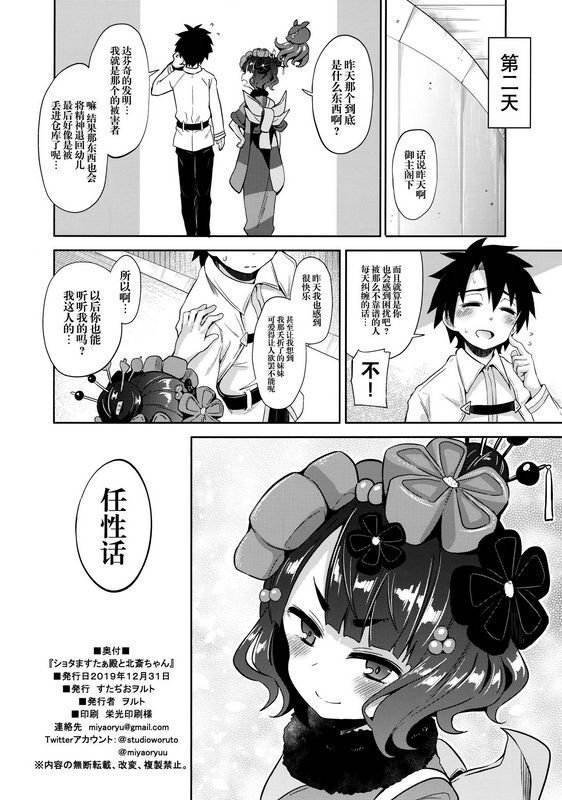 第二天
话说昨天啊
御主阁下
昨天那个到底
是什么东西啊？
达芬奇的发明…
我就是那个的被害者
嘛 结果那东西也会
将精神退回幼儿
最后好像是被
丢进仓库了呢…
而且就算是你
也会感到困扰吧？
被那么不靠谱的人
每天纠缠的话…
不！
昨天我也感到
很快乐
甚至让我想到
我那夭折了的妹妹
可爱得让人欲罢不能呢
所以啊…
以后你也能
听听我的吗？
我这人的…
任性话
■奥付■
『ショタますたぁ殿と北斎ちゃん』
■発行日2019年12月31日
■発行 すたぢおヲルト
■発行者 ヲルト
■印刷 栄光印刷様
連絡先 miyaoryu@gmail.com
Twitterアカウント：@studioworuto
@miyaoryuu
※内容の無断転載、改変、複製禁止。